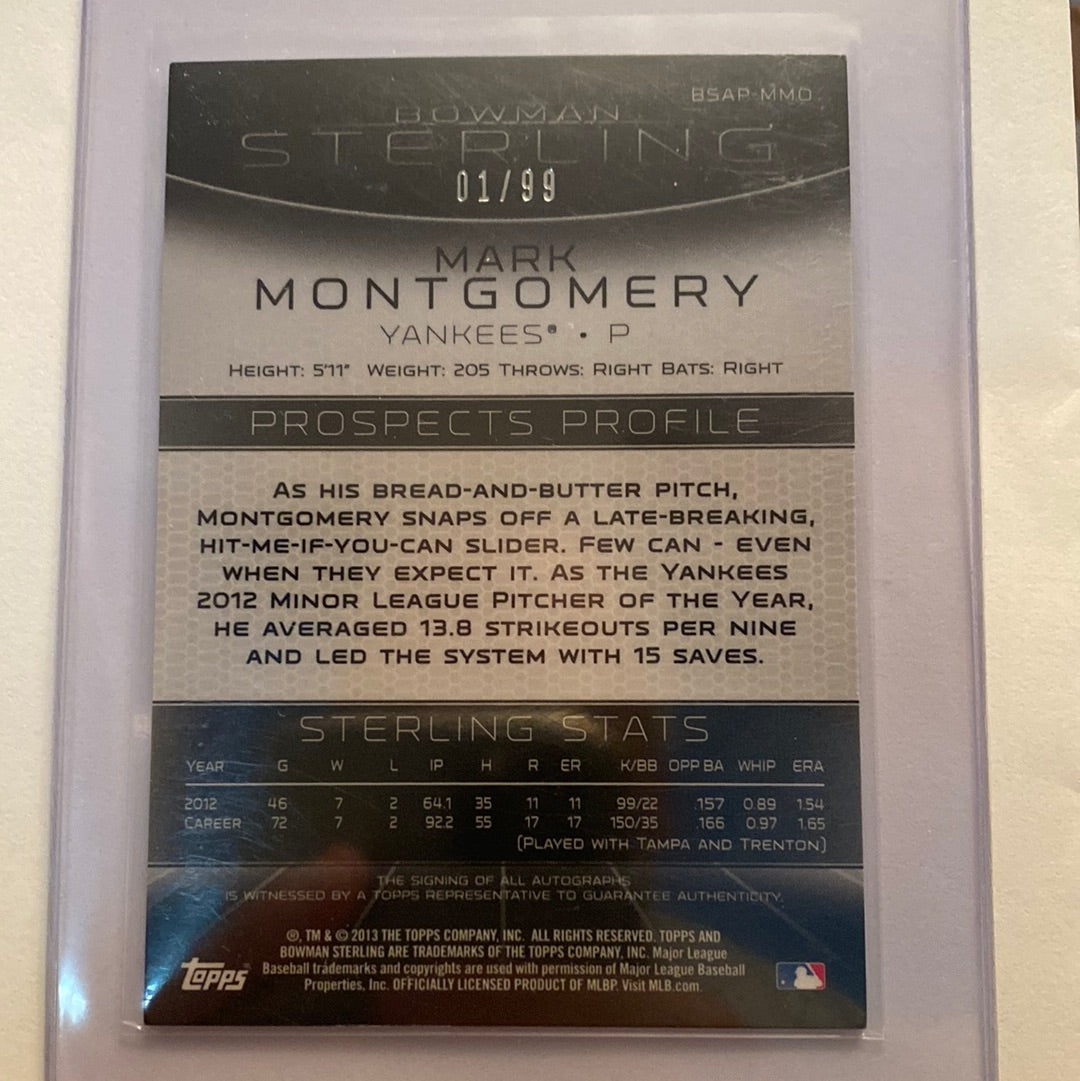 BSAP-MMO
BOWMAN
STERLING
01/99
MARK
MONTGOMERY
YANKEES® • P
HEIGHT: 5'11" WEIGHT: 205 THROWS: RIGHT BATS: RIGHT
PROSPECTS PROFILE
AS HIS BREAD-AND-BUTTER PITCH,
MONTGOMERY SNAPS OFF A LATE-BREAKING,
HIT-ME-IF-YOU-CAN SLIDER. FEW CAN - EVEN
WHEN THEY EXPECT IT. AS THE YANKEES
2012 MINOR LEAGUE PITCHER OF THE YEAR,
HE AVERAGED 13.8 STRIKEOUTS PER NINE
AND LED THE SYSTEM WITH 15 SAVES.
STERLING STATS
YEAR G W L IP H R ER K/BB OPP BA WHIP ERA
2012 46 7 2 64.1 35 11 11 99/22 .157 0.89 1.54
CAREER 72 7 2 92.2 55 17 17 150/35 .166 0.97 1.65
(PLAYED WITH TAMPA AND TRENTON)
THE SIGNING OF ALL AUTOGRAPHS
IS WITNESSED BY A TOPPS REPRESENTATIVE TO GUARANTEE AUTHENTICITY.
®, TM & © 2013 THE TOPPS COMPANY, INC. ALL RIGHTS RESERVED. TOPPS AND
BOWMAN STERLING ARE TRADEMARKS OF THE TOPPS COMPANY, INC. Major League
Baseball trademarks and copyrights are used with permission of Major League Baseball
Properties, Inc. OFFICIALLY LICENSED PRODUCT OF MLBP. Visit MLB.com.
topps